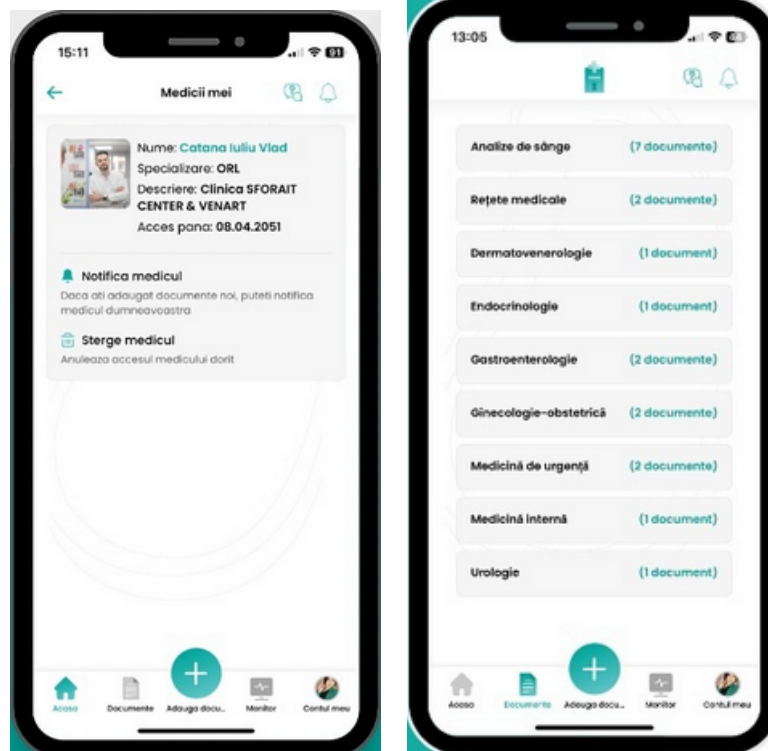 15:11
91
Medicii mei
Nume: Catana Iuliu Vlad
Specializare: ORL
Descriere: Clinica SFORAIT
CENTER & VENART
Acces pana: 08.04.2051
Notifica medicul
Daca ati adaugat documente noi, puteti notifica
medicul dumneavoastra
Sterge medicul
Anuleaza accesul medicului dorit
Acasa
Documente
Adauga docu...
Monitor
Contul meu
13:05
Analize de sânge (7 documente)
Rețete medicale (2 documente)
Dermatovenerologie (1 document)
Endocrinologie (1 document)
Gastroenterologie (2 documente)
Ginecologie-obstetrică (2 documente)
Medicină de urgență (2 documente)
Medicină internă (1 document)
Urologie (1 document)
Acasa
Documente
Adauga docu...
Monitor
Contul meu